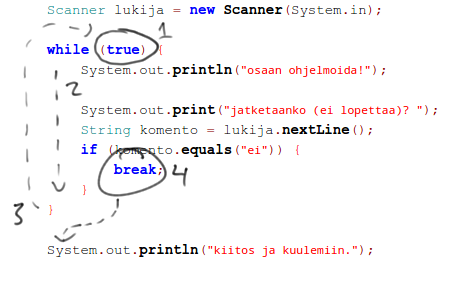 Scanner lukija = new Scanner(System.in);
1
while (true) {
System.out.println("osaan ohjelmoida!");
2
System.out.print("jatketaanko (ei lopettaa)? ");
String komento = lukija.nextLine();
if (komento.equals("ei")) {
break; 4
}
3 }
System.out.println("kiitos ja kuulemiin.");